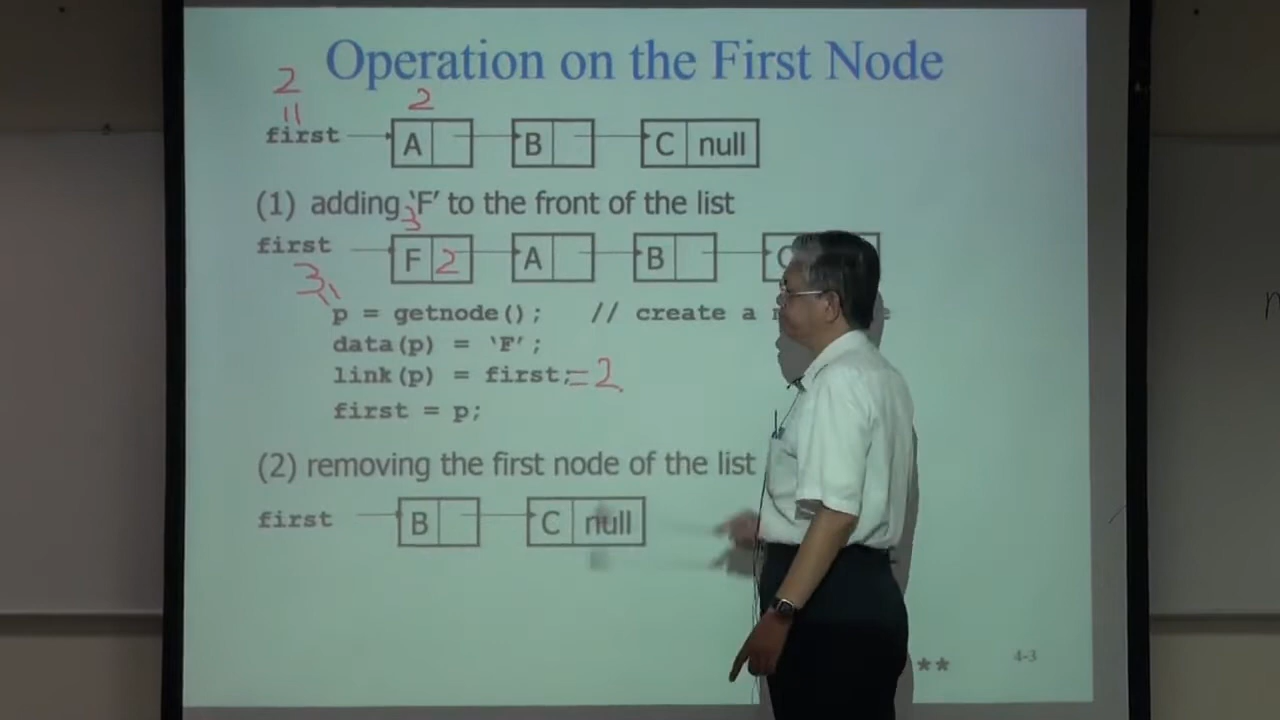 Operation on the First Node
2 2
=
first A B C null
(1) adding 'F' to the front of the list
3
first F 2 A B C
3
p = getnode(); // create a
data(p) = 'F';
link(p) = first; =2
first = p;
(2) removing the first node of the list
first B C null
** 4-3